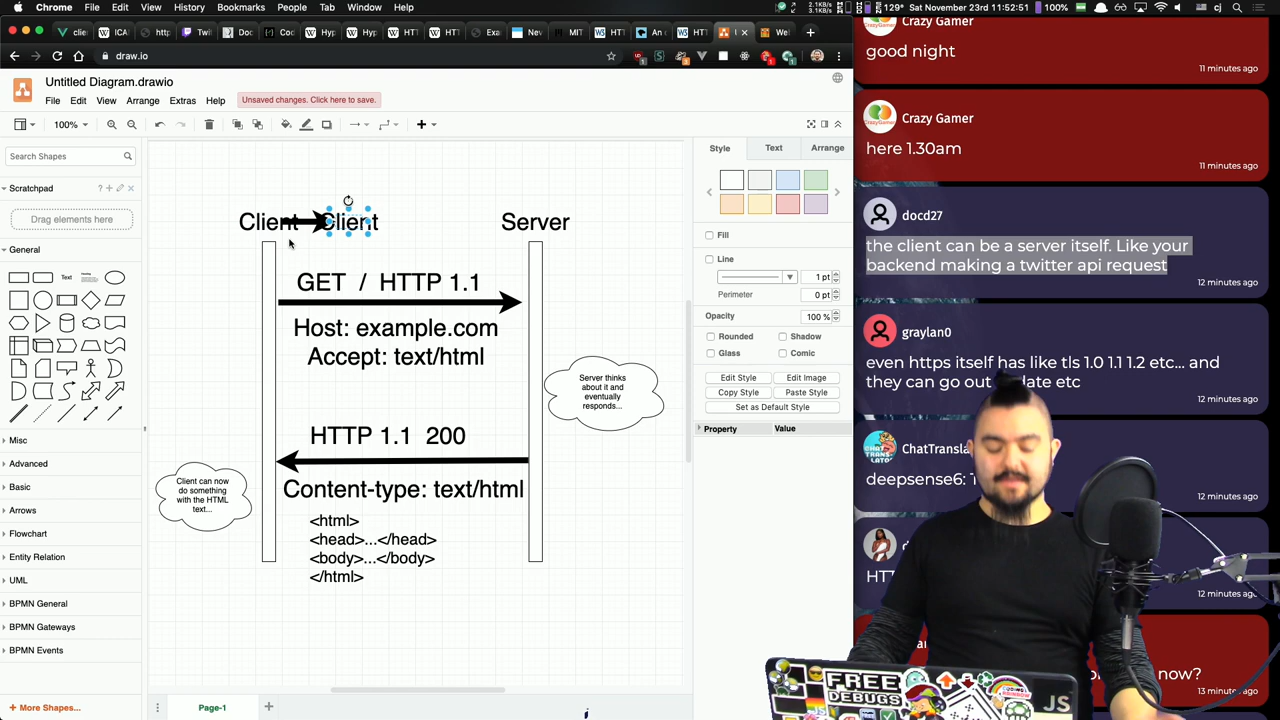 Chrome File Edit View History Bookmarks People Tab Window Help
129° Sat November 23rd 11:52:51 100% cj
draw.io
Untitled Diagram.drawio
File Edit View Arrange Extras Help
Unsaved changes. Click here to save.
100%
Search Shapes
Scratchpad
Drag elements here
General
Text
Misc
Advanced
Basic
Arrows
Flowchart
Entity Relation
UML
BPMN General
BPMN Gateways
BPMN Events
+ More Shapes...
Page-1
Client
Client
Server
GET / HTTP 1.1
Host: example.com
Accept: text/html
Server thinks
about it and
eventually
responds...
HTTP 1.1 200
Content-type: text/html
Client can now
do something
with the HTML
text...
<html>
<head>...</head>
<body>...</body>
</html>
Style Text Arrange
Fill
Line
1 pt
Perimeter
0 pt
Opacity
100 %
Rounded
Shadow
Glass
Comic
Edit Style
Edit Image
Copy Style
Paste Style
Set as Default Style
Property Value
Crazy Gamer
good night
11 minutes ago
Crazy Gamer
here 1.30am
11 minutes ago
docd27
the client can be a server itself. Like your
backend making a twitter api request
12 minutes ago
graylan0
even https itself has like tls 1.0 1.1 1.2 etc... and
they can go out date etc
12 minutes ago
ChatTransla
deepsense6:
12 minutes ago
12 minutes ago
now?
13 minutes ago
FREE
DEBUGS
JS